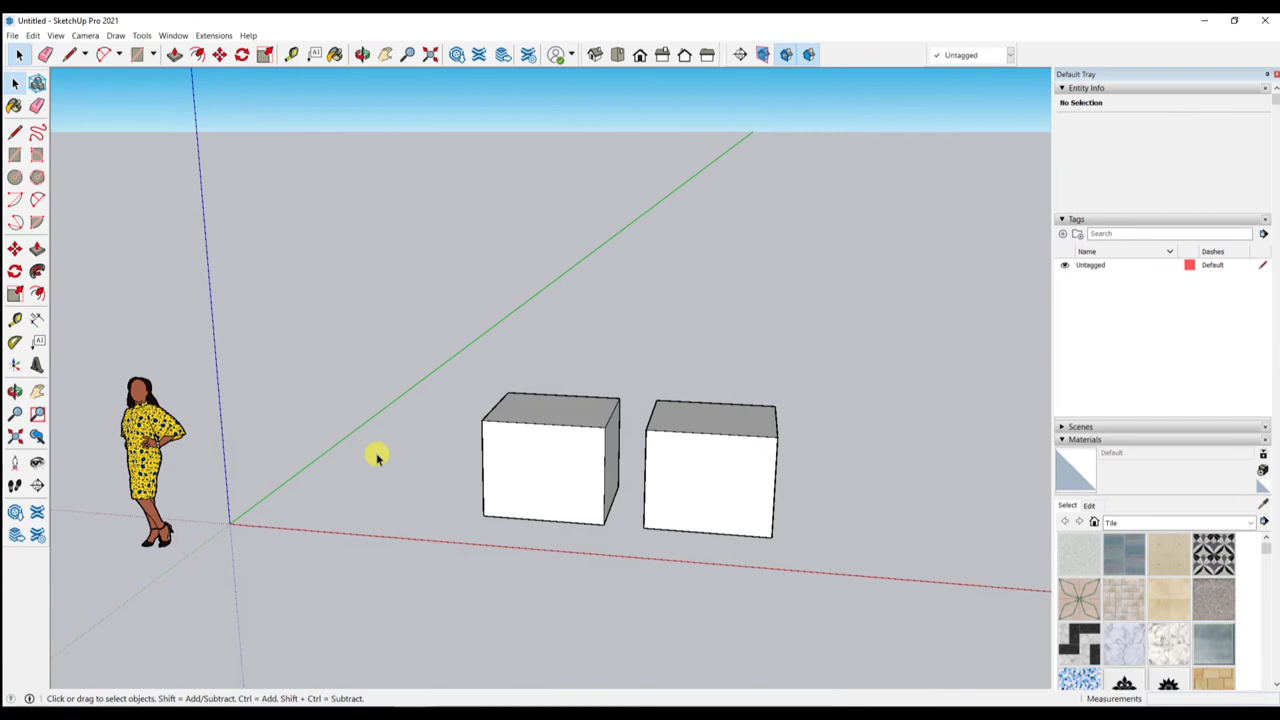 Untitled - SketchUp Pro 2021
File Edit View Camera Draw Tools Window Extensions Help
Untagged
Default Tray
Entity Info
No Selection
Tags
Search
Name Dashes
Untagged Default
Scenes
Materials
Default
Select Edit
Tile
Click or drag to select objects. Shift = Add/Subtract. Ctrl = Add. Shift + Ctrl = Subtract.
Measurements